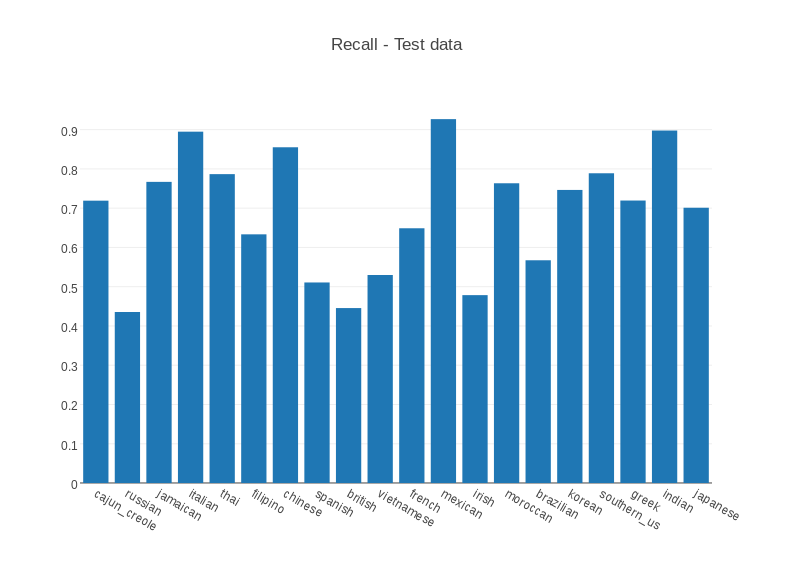 Recall - Test data
0.9
0.8
0.7
0.6
0.5
0.4
0.3
0.2
0.1
0
cajun_creole
russian
jamaican
italian
thai
filipino
chinese
spanish
british
vietnamese
french
mexican
irish
moroccan
brazilian
korean
southern_us
greek
indian
japanese